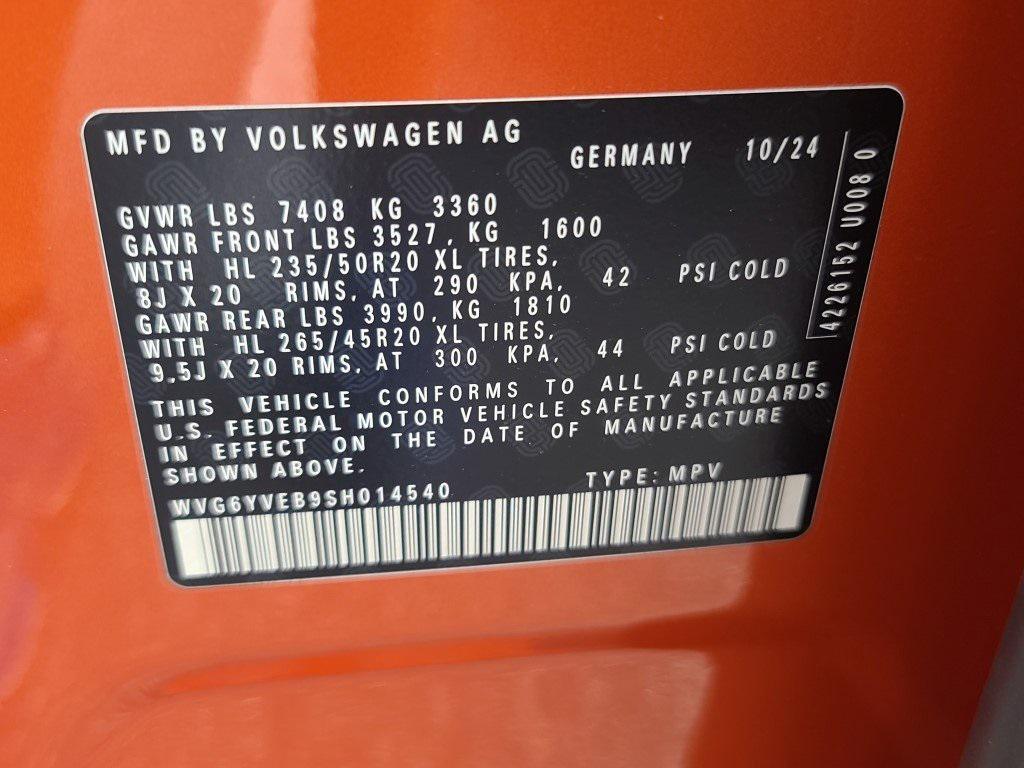 MFD BY VOLKSWAGEN AG
GERMANY 10/24
GVWR LBS 7408 KG 3360
GAWR FRONT LBS 3527, KG 1600
WITH HL 235/50R20 XL TIRES,
8J X 20 RIMS, AT 290 KPA, 42 PSI COLD
GAWR REAR LBS 3990, KG 1810
WITH HL 265/45R20 XL TIRES,
9.5J X 20 RIMS, AT 300 KPA, 44 PSI COLD
THIS VEHICLE CONFORMS TO ALL APPLICABLE
U.S. FEDERAL MOTOR VEHICLE SAFETY STANDARDS
IN EFFECT ON THE DATE OF MANUFACTURE
SHOWN ABOVE.
TYPE: MPV
WVG6YVEB9SH014540
4226152 U008 0